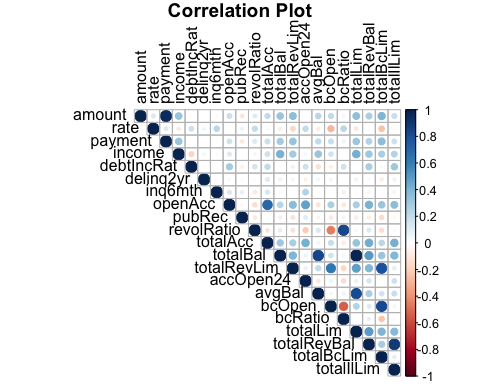 Correlation Plot
amount
rate
payment
income
debtIncRat
delinq2yr
inq6mth
openAcc
pubRec
revolRatio
totalAcc
totalBal
totalRevLim
accOpen24
avgBal
bcOpen
bcRatio
totalLim
totalRevBal
totalBcLim
totalIlLim
amount
rate
payment
income
debtIncRat
delinq2yr
inq6mth
openAcc
pubRec
revolRatio
totalAcc
totalBal
totalRevLim
accOpen24
avgBal
bcOpen
bcRatio
totalLim
totalRevBal
totalBcLim
totalIlLim
1
0.8
0.6
0.4
0.2
0
-0.2
-0.4
-0.6
-0.8
-1